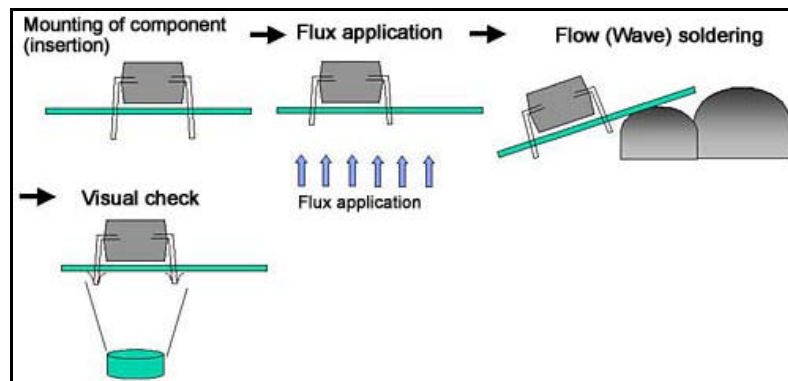 Mounting of component
(insertion)
Flux application
Flow (Wave) soldering
Flux application
Visual check